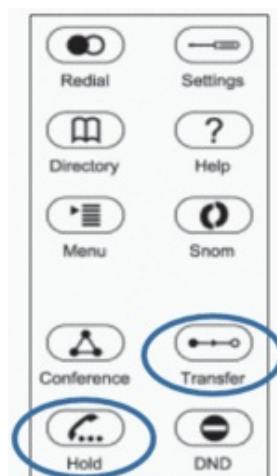 Redial Settings
Directory ? Help
Menu Snom
Conference Transfer
Hold DND